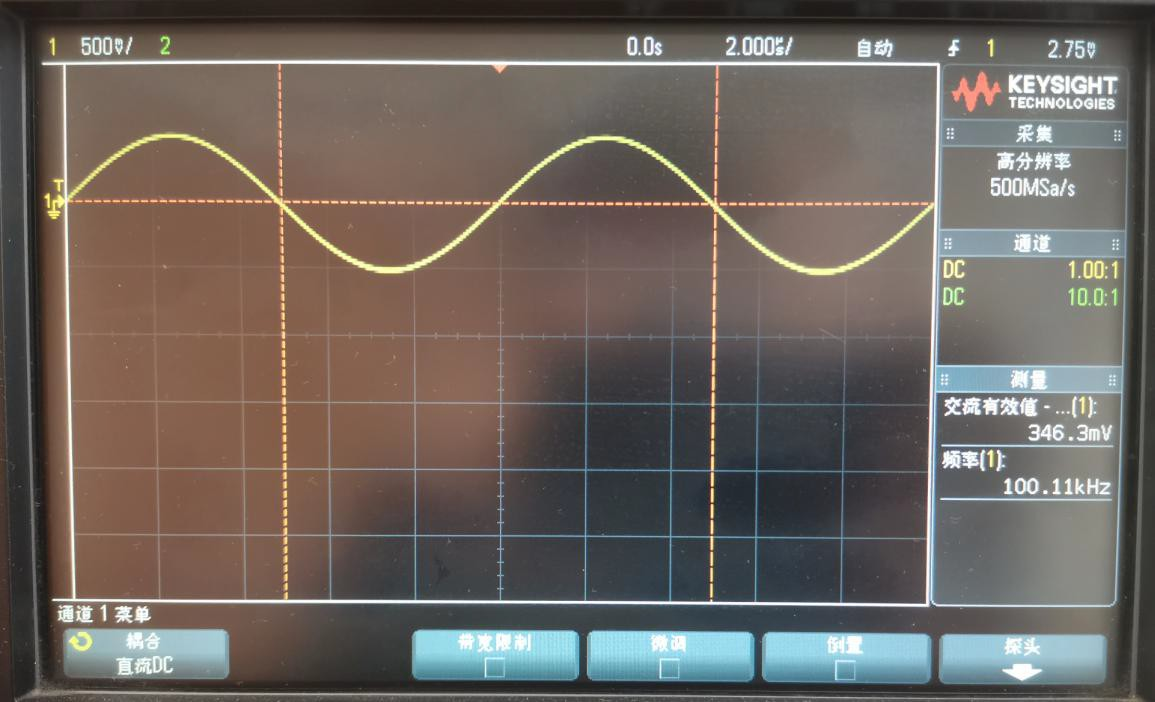 1 500mV/ 2 0.0s 2.000us/ 自动 1 2.75mV
KEYSIGHT
TECHNOLOGIES
采集
高分辨率
500MSa/s
T
1
通道
DC 1.00:1
DC 10.0:1
测量
交流有效值 - ...(1):
346.3mV
频率(1):
100.11kHz
通道 1 菜单
耦合
直流DC
带宽限制
微调
倒置
探头